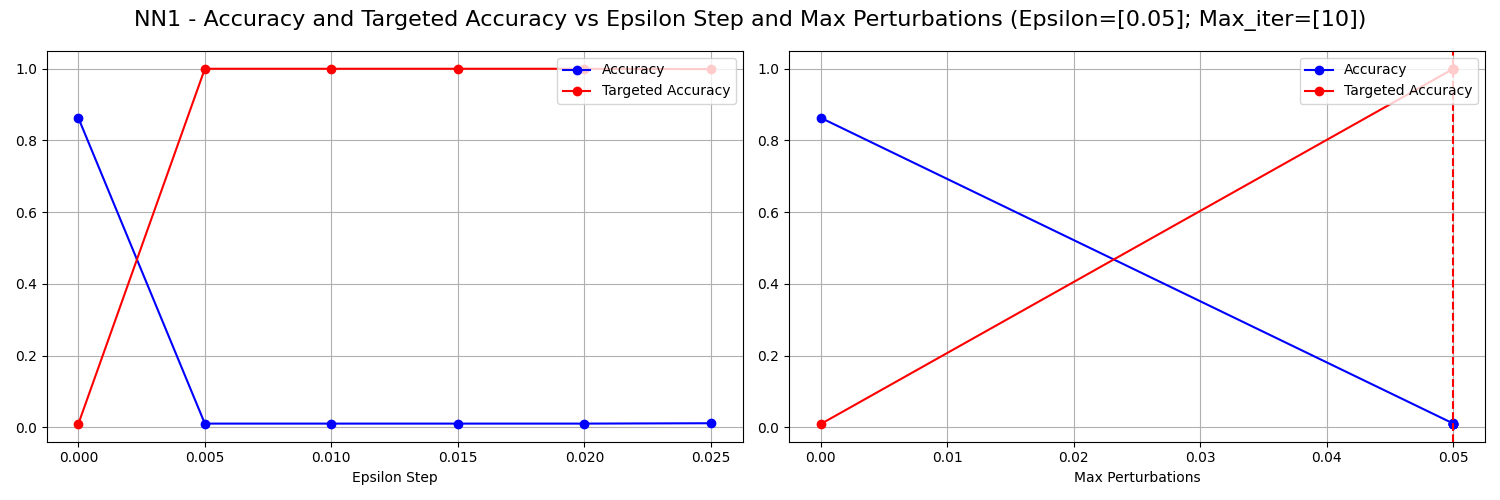 NN1 - Accuracy and Targeted Accuracy vs Epsilon Step and Max Perturbations (Epsilon=[0.05]; Max_iter=[10])
1.0
0.8
0.6
0.4
0.2
0.0
0.000 0.005 0.010 0.015 0.020 0.025
Epsilon Step
Accuracy
Targeted Accuracy
1.0
0.8
0.6
0.4
0.2
0.0
0.00 0.01 0.02 0.03 0.04 0.05
Max Perturbations
Accuracy
Targeted Accuracy